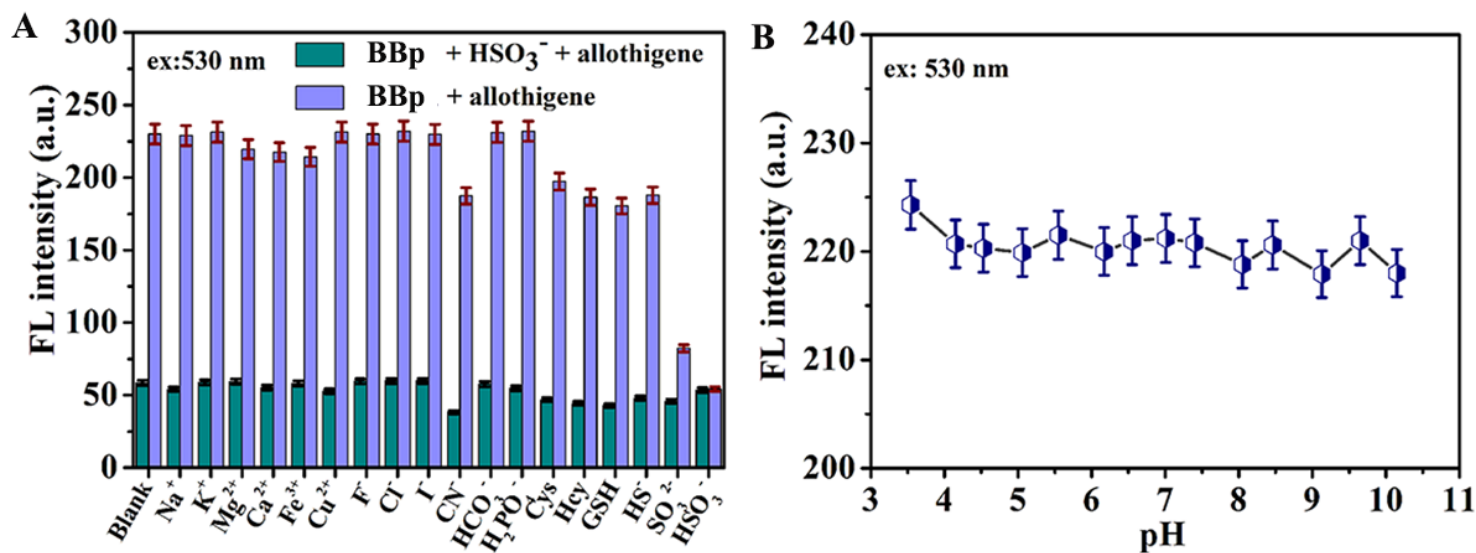 A
FL intensity (a.u.)
300
250
200
150
100
50
0
ex:530 nm
BBp + HSO₃⁻ + allothigene
BBp + allothigene
Blank
Na⁺
K⁺
Mg²⁺
Ca²⁺
Fe³⁺
Cu²⁺
F⁻
Cl⁻
I⁻
CN⁻
HCO₃⁻
H₂PO₄⁻
Cys
Hcy
GSH
HS⁻
SO₃²⁻
HSO₃⁻
B
FL intensity (a.u.)
240
230
220
210
200
ex: 530 nm
3 4 5 6 7 8 9 10 11
pH